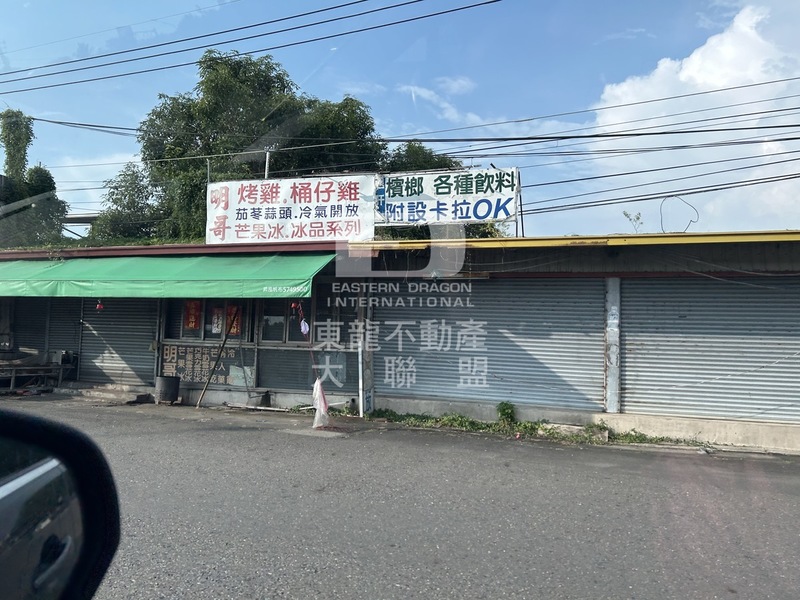 明哥
烤雞.桶仔雞
茄苳蒜頭.冷氣開放
芒果冰.冰品系列
檳榔 各種飲料
附設卡拉OK
EASTERN DRAGON
INTERNATIONAL
東龍不動產
大聯盟
明哥